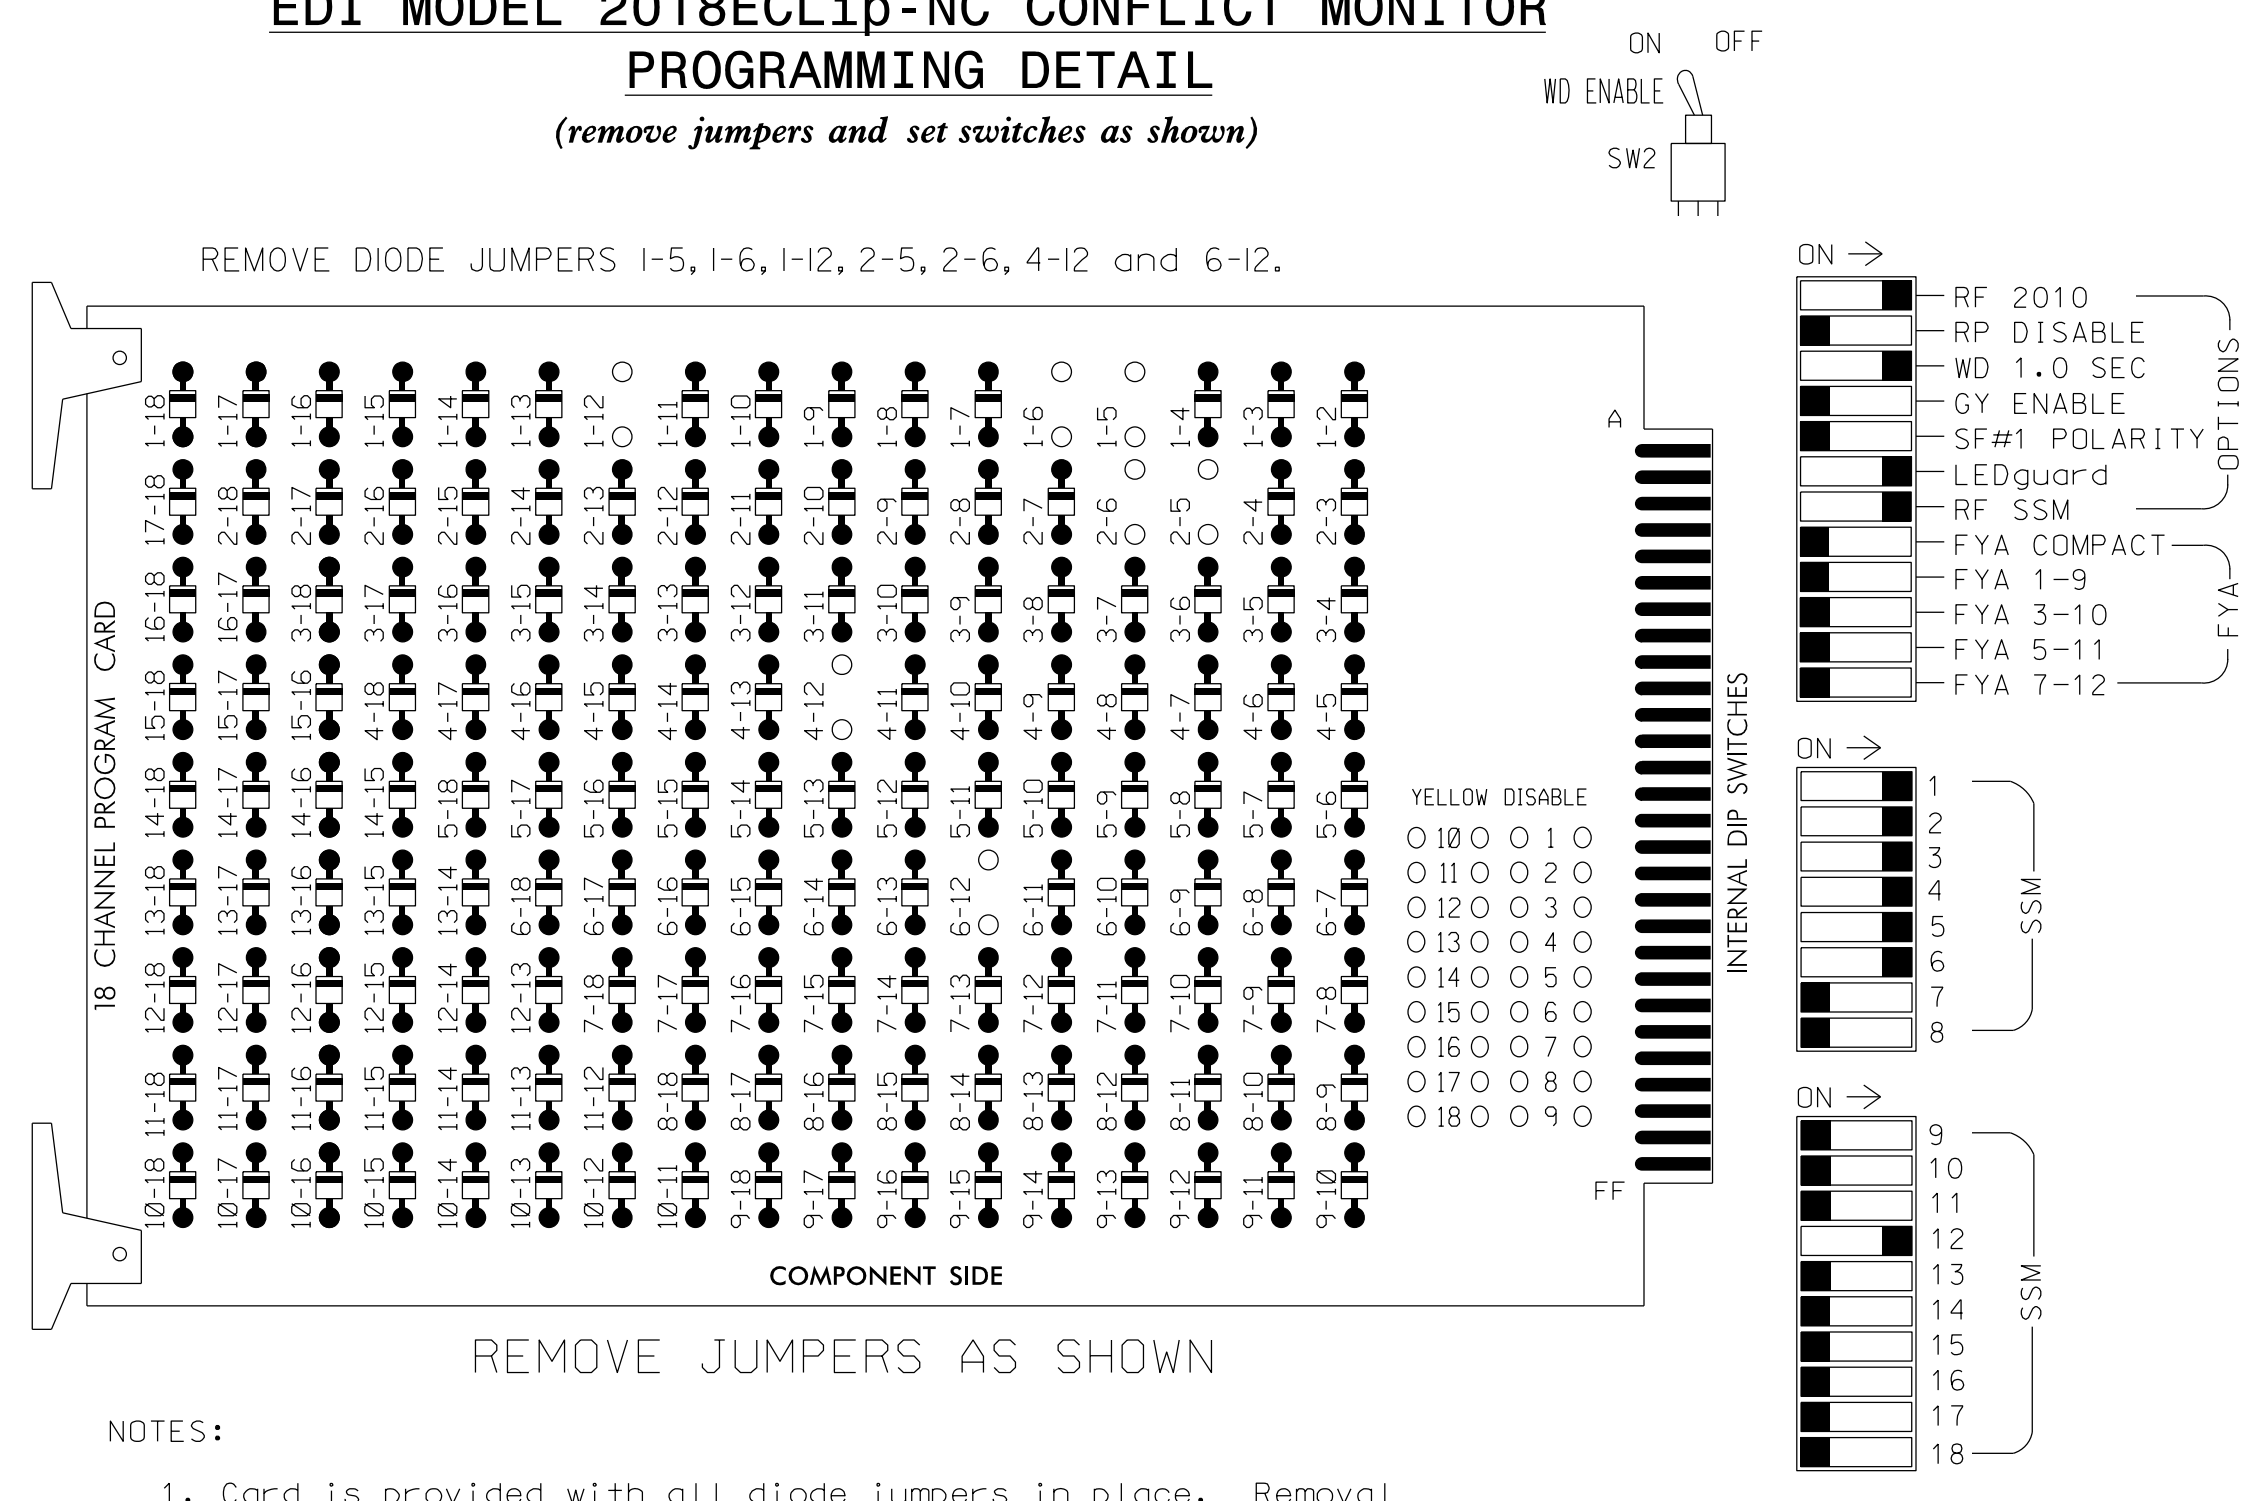 EDI MODEL 2018ECLip-NC CONFLICT MONITOR
PROGRAMMING DETAIL
(remove jumpers and set switches as shown)
ON OFF
WD ENABLE
SW2
REMOVE DIODE JUMPERS 1-5, 1-6, 1-12, 2-5, 2-6, 4-12 and 6-12.
18 CHANNEL PROGRAM CARD
1-18 1-17 1-16 1-15 1-14 1-13 1-12 1-11 1-10 1-9 1-8 1-7 1-6 1-5 1-4 1-3 1-2
17-18 2-18 2-17 2-16 2-15 2-14 2-13 2-12 2-11 2-10 2-9 2-8 2-7 2-6 2-5 2-4 2-3
16-18 16-17 3-18 3-17 3-16 3-15 3-14 3-13 3-12 3-11 3-10 3-9 3-8 3-7 3-6 3-5 3-4
15-18 15-17 15-16 4-18 4-17 4-16 4-15 4-14 4-13 4-12 4-11 4-10 4-9 4-8 4-7 4-6 4-5
14-18 14-17 14-16 14-15 5-18 5-17 5-16 5-15 5-14 5-13 5-12 5-11 5-10 5-9 5-8 5-7 5-6
13-18 13-17 13-16 13-15 13-14 6-18 6-17 6-16 6-15 6-14 6-13 6-12 6-11 6-10 6-9 6-8 6-7
12-18 12-17 12-16 12-15 12-14 12-13 7-18 7-17 7-16 7-15 7-14 7-13 7-12 7-11 7-10 7-9 7-8
11-18 11-17 11-16 11-15 11-14 11-13 11-12 8-18 8-17 8-16 8-15 8-14 8-13 8-12 8-11 8-10 8-9
10-18 10-17 10-16 10-15 10-14 10-13 10-12 10-11 9-18 9-17 9-16 9-15 9-14 9-13 9-12 9-11 9-10
YELLOW DISABLE
10 1
11 2
12 3
13 4
14 5
15 6
16 7
17 8
18 9
A
FF
COMPONENT SIDE
INTERNAL DIP SWITCHES
ON →
RF 2010
RP DISABLE
WD 1.0 SEC
GY ENABLE
SF#1 POLARITY
LEDguard
RF SSM
OPTIONS
FYA COMPACT
FYA 1-9
FYA 3-10
FYA 5-11
FYA 7-12
FYA
ON →
1
2
3
4
5
6
7
8
SSM
ON →
9
10
11
12
13
14
15
16
17
18
SSM
REMOVE JUMPERS AS SHOWN
NOTES:
1. Card is provided with all diode jumpers in place. Removal